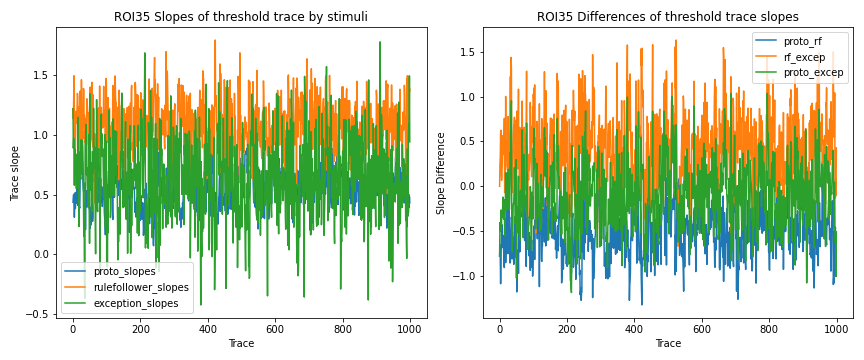 ROI35 Slopes of threshold trace by stimuli
Trace slope
1.5
1.0
0.5
0.0
−0.5
proto_slopes
rulefollower_slopes
exception_slopes
0
200
400
600
800
1000
Trace
ROI35 Differences of threshold trace slopes
Slope Difference
1.5
1.0
0.5
0.0
−0.5
−1.0
proto_rf
rf_excep
proto_excep
0
200
400
600
800
1000
Trace